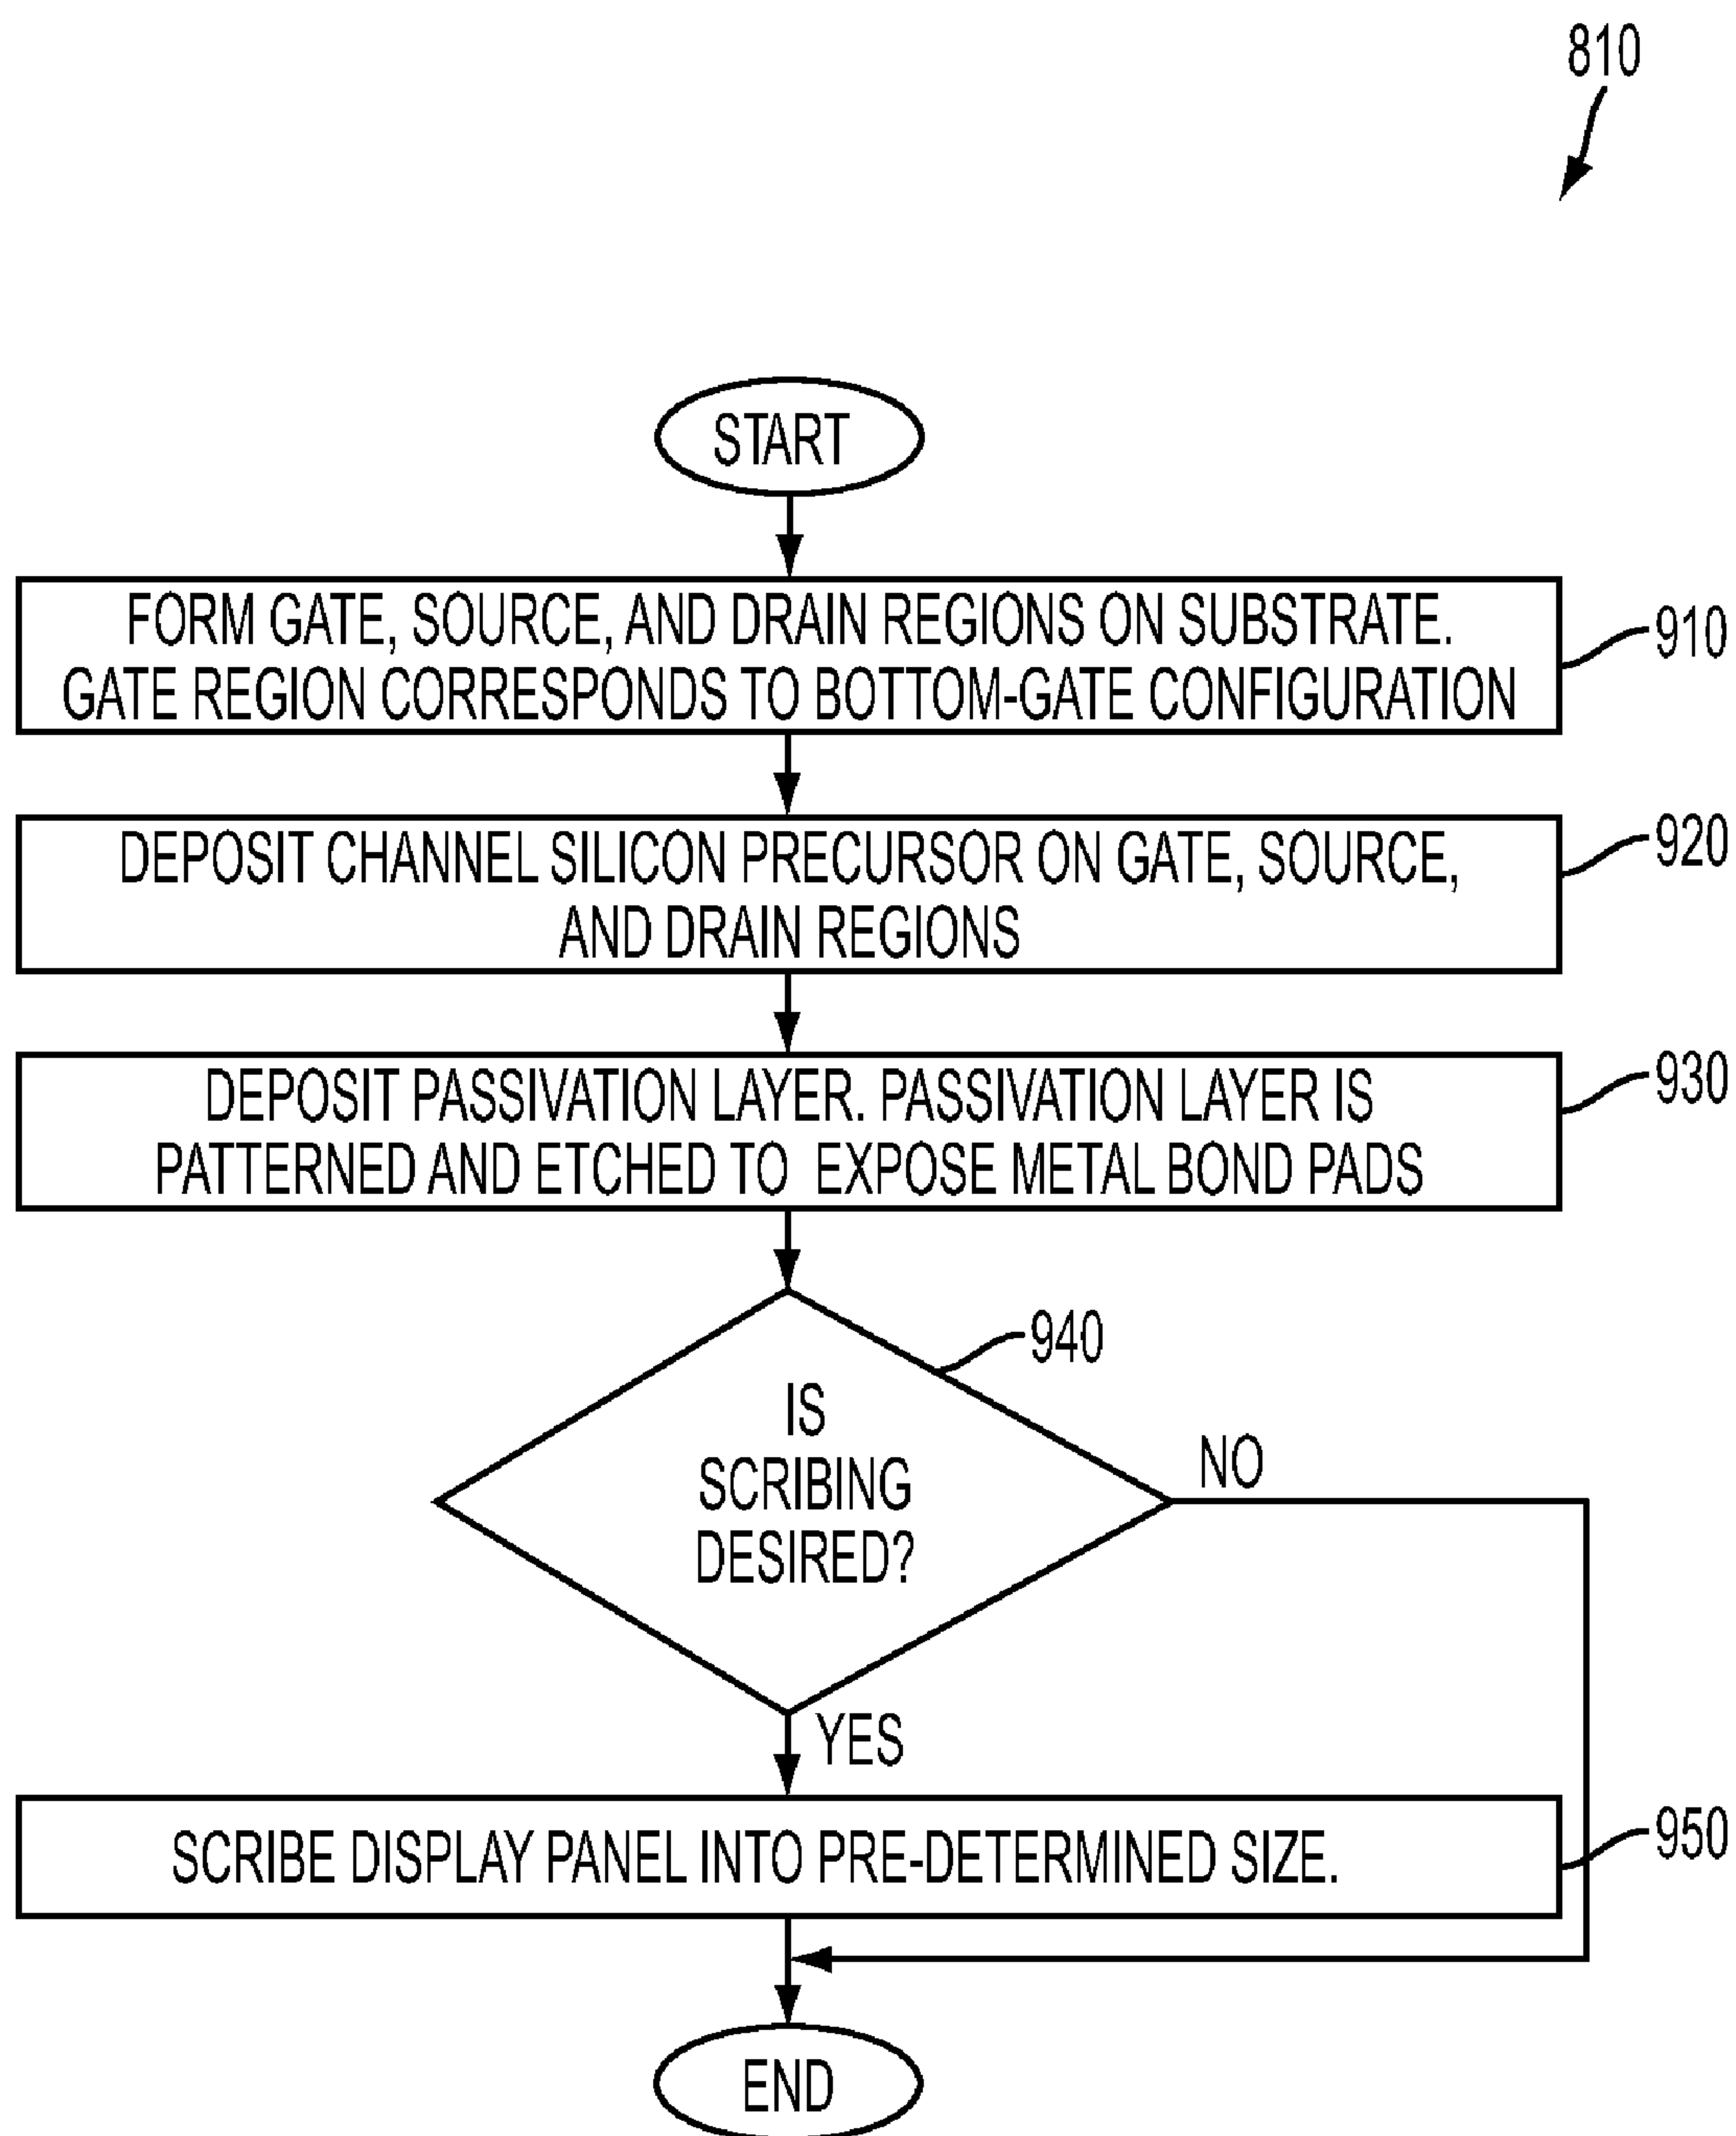 810
START
FORM GATE, SOURCE, AND DRAIN REGIONS ON SUBSTRATE.
GATE REGION CORRESPONDS TO BOTTOM-GATE CONFIGURATION
910
DEPOSIT CHANNEL SILICON PRECURSOR ON GATE, SOURCE,
AND DRAIN REGIONS
920
DEPOSIT PASSIVATION LAYER. PASSIVATION LAYER IS
PATTERNED AND ETCHED TO EXPOSE METAL BOND PADS
930
940
IS
SCRIBING
DESIRED?
NO
YES
SCRIBE DISPLAY PANEL INTO PRE-DETERMINED SIZE.
950
END